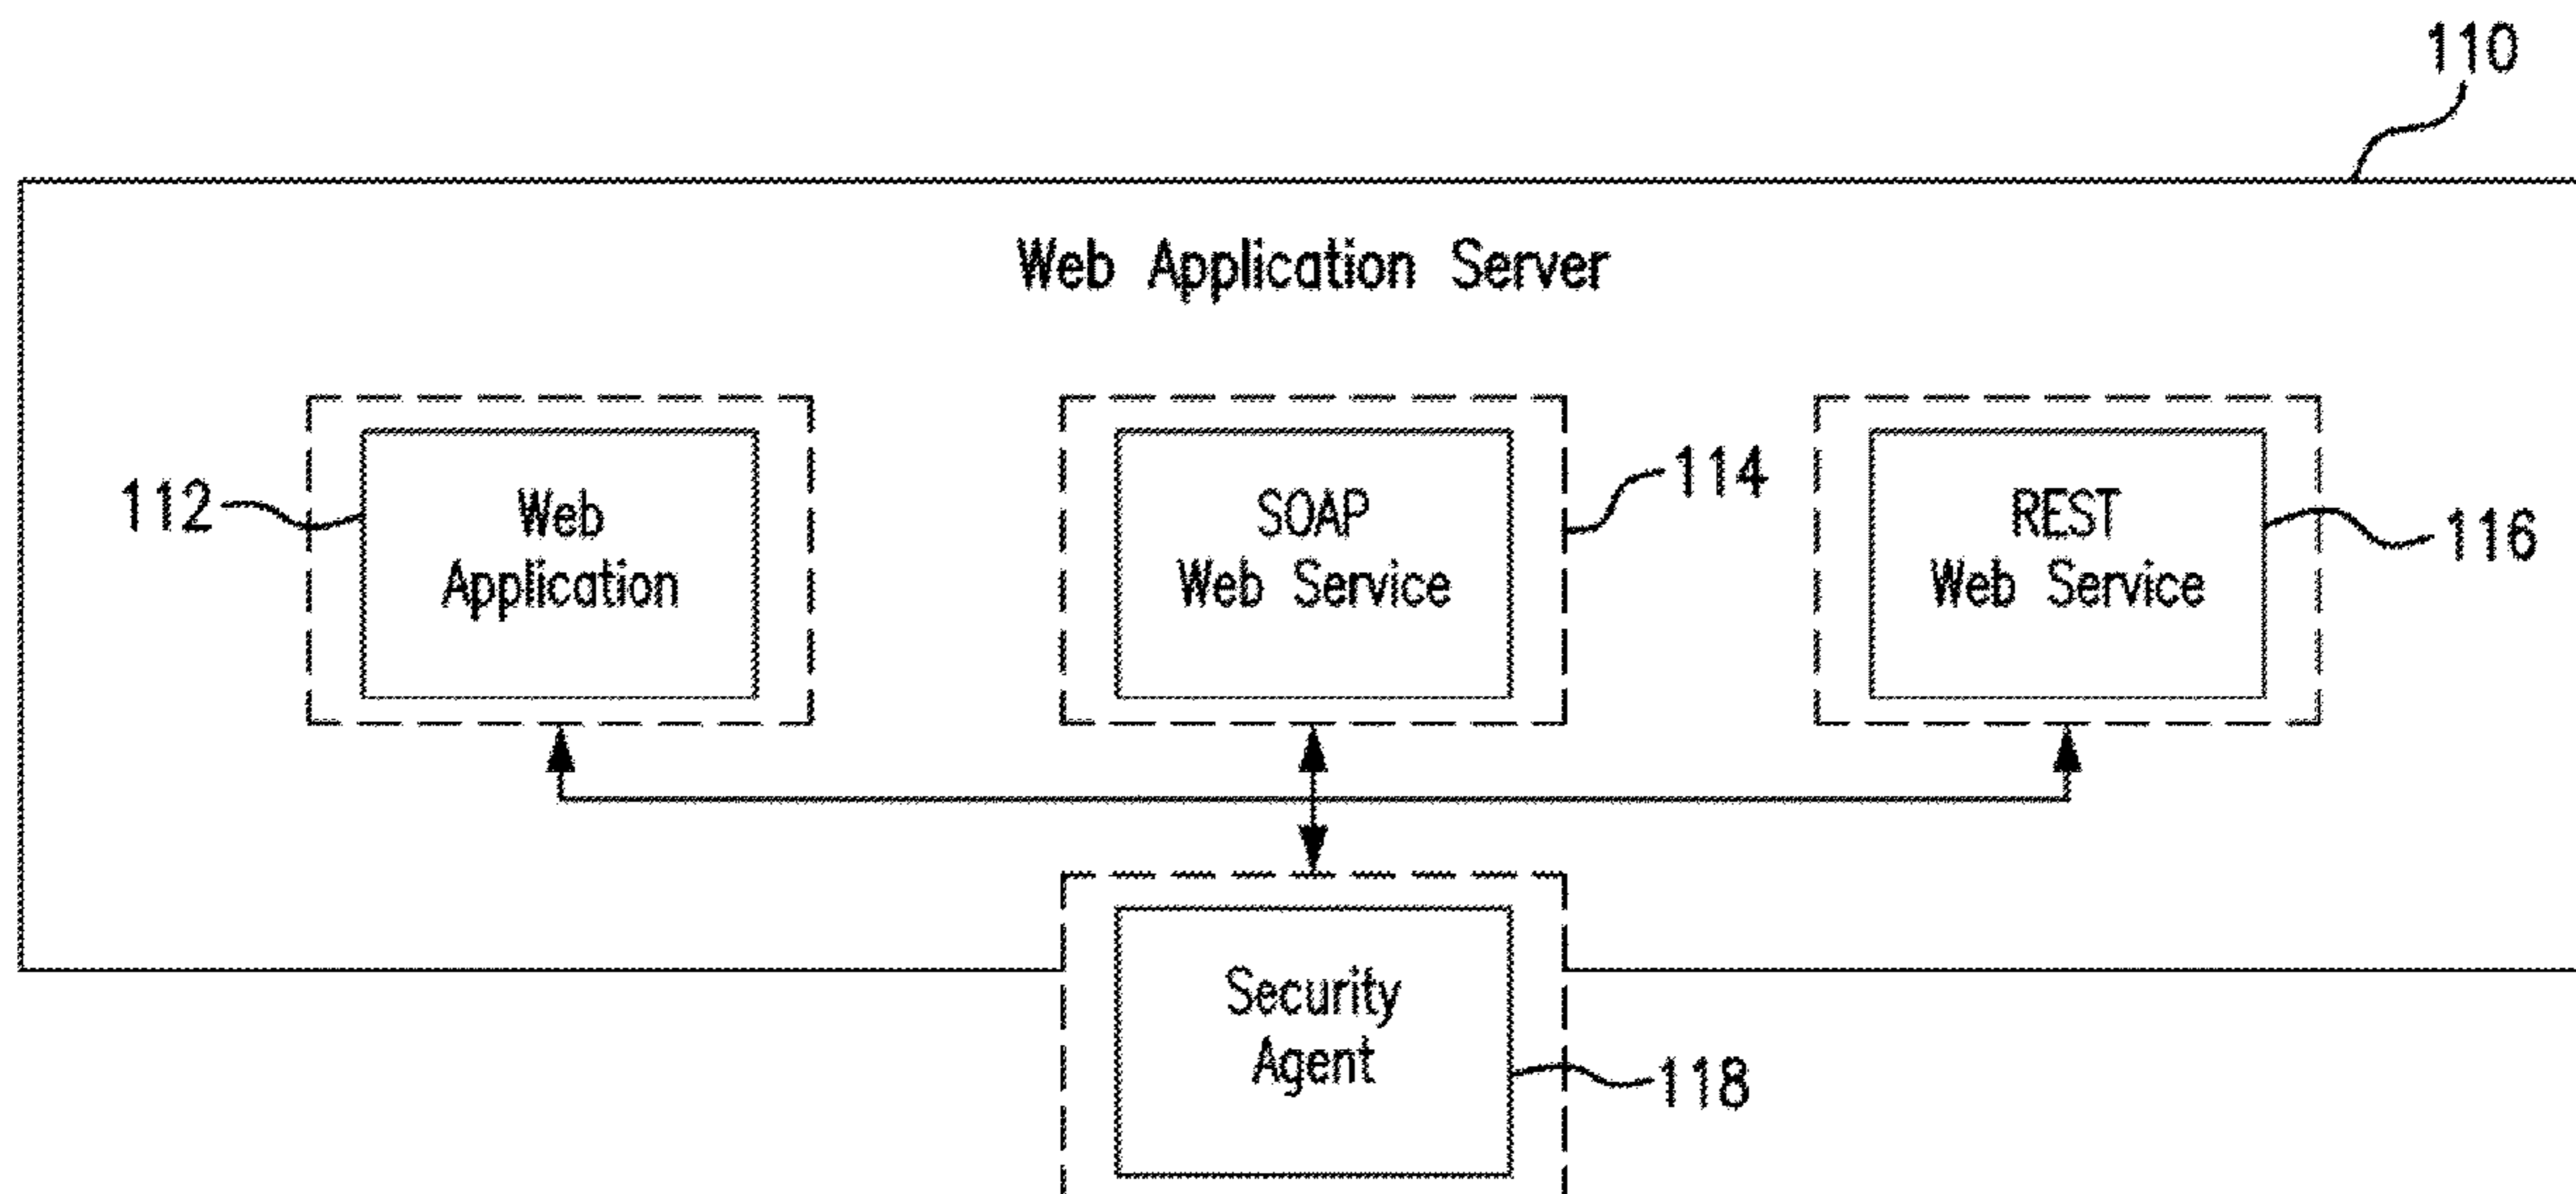 110
Web Application Server
112
Web
Application
SOAP
Web Service
114
REST
Web Service
116
Security
Agent
118